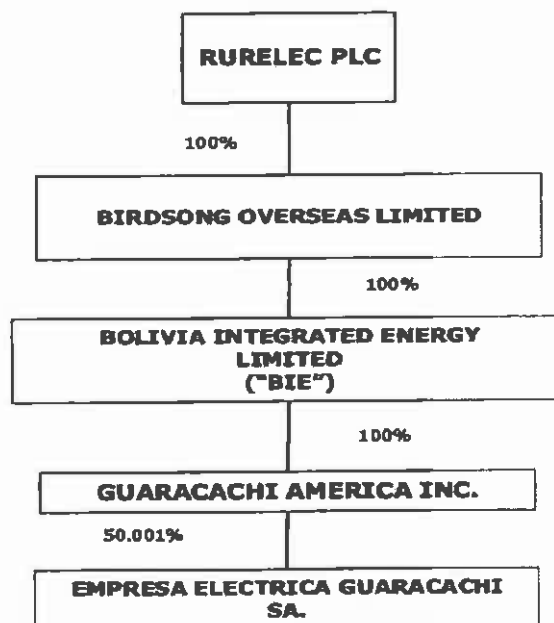 RURELEC PLC
100%
BIRDSONG OVERSEAS LIMITED
100%
BOLIVIA INTEGRATED ENERGY
LIMITED
("BIE")
100%
GUARACACHI AMERICA INC.
50.001%
EMPRESA ELECTRICA GUARACACHI
SA.